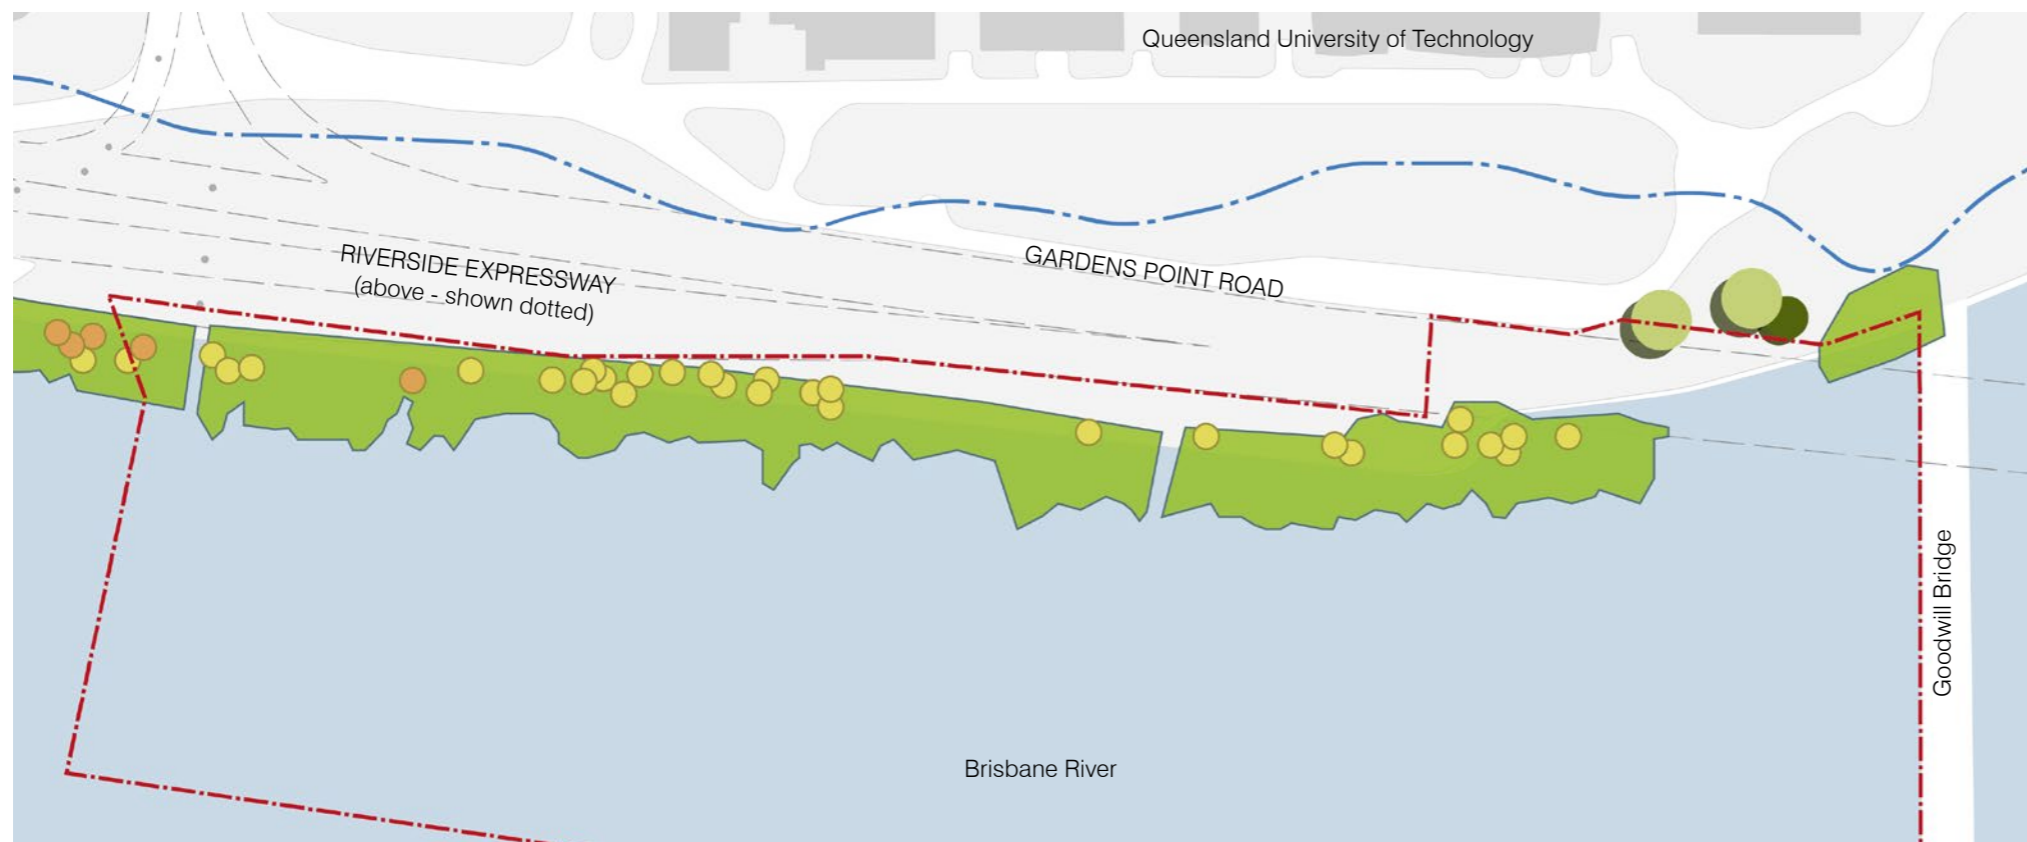 Queensland University of Technology
RIVERSIDE EXPRESSWAY
(above - shown dotted)
GARDENS POINT ROAD
Goodwill Bridge
Brisbane River